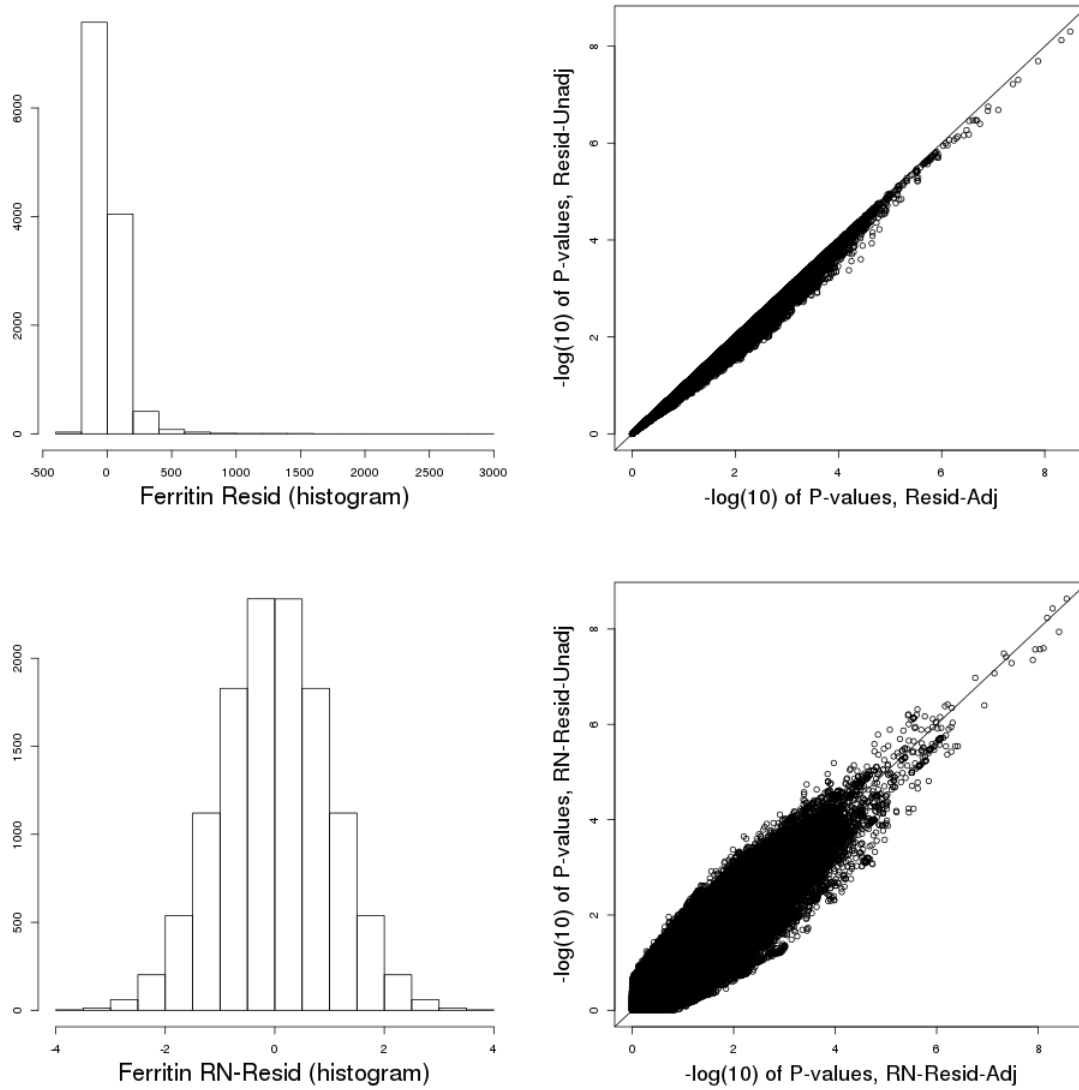 6000
4000
2000
0
-500 0 500 1000 1500 2000 2500 3000
Ferritin Resid (histogram)
-log(10) of P-values, Resid-Unadj
8
6
4
2
0
0 2 4 6 8
-log(10) of P-values, Resid-Adj
2000
1500
1000
500
0
-4 -2 0 2 4
Ferritin RN-Resid (histogram)
-log(10) of P-values, RN-Resid-Unadj
8
6
4
2
0
0 2 4 6 8
-log(10) of P-values, RN-Resid-Adj